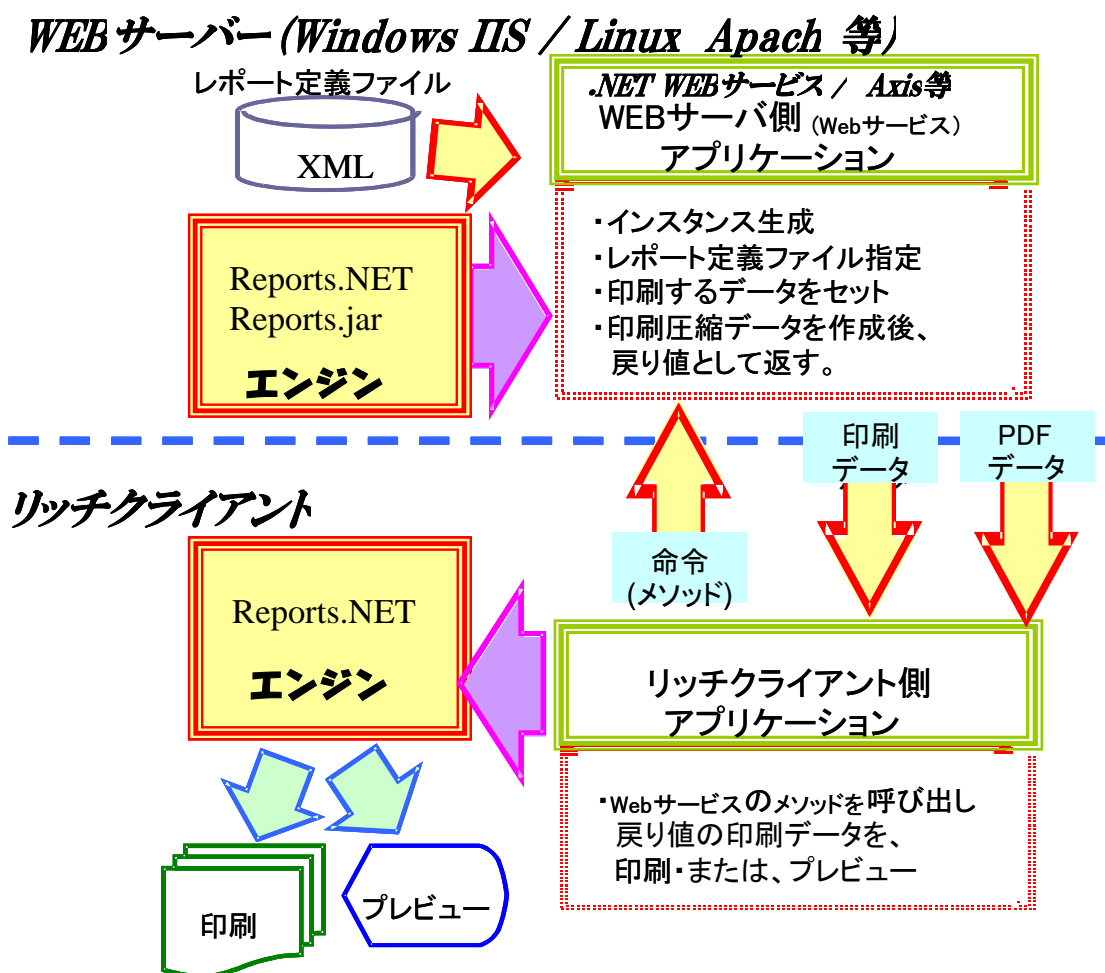 WEBサーバー(Windows IIS / Linux Apach 等)
レポート定義ファイル
XML
.NET WEBサービス / Axis等
WEBサーバ側 (Webサービス)
アプリケーション
Reports.NET
Reports.jar
エンジン
・インスタンス生成
・レポート定義ファイル指定
・印刷するデータをセット
・印刷圧縮データを作成後、
戻り値として返す。
印刷
データ
PDF
データ
命令
(メソッド)
リッチクライアント
Reports.NET
エンジン
リッチクライアント側
アプリケーション
・Webサービスのメソッドを呼び出し
戻り値の印刷データを、
印刷・または、プレビュー
印刷
プレビュー